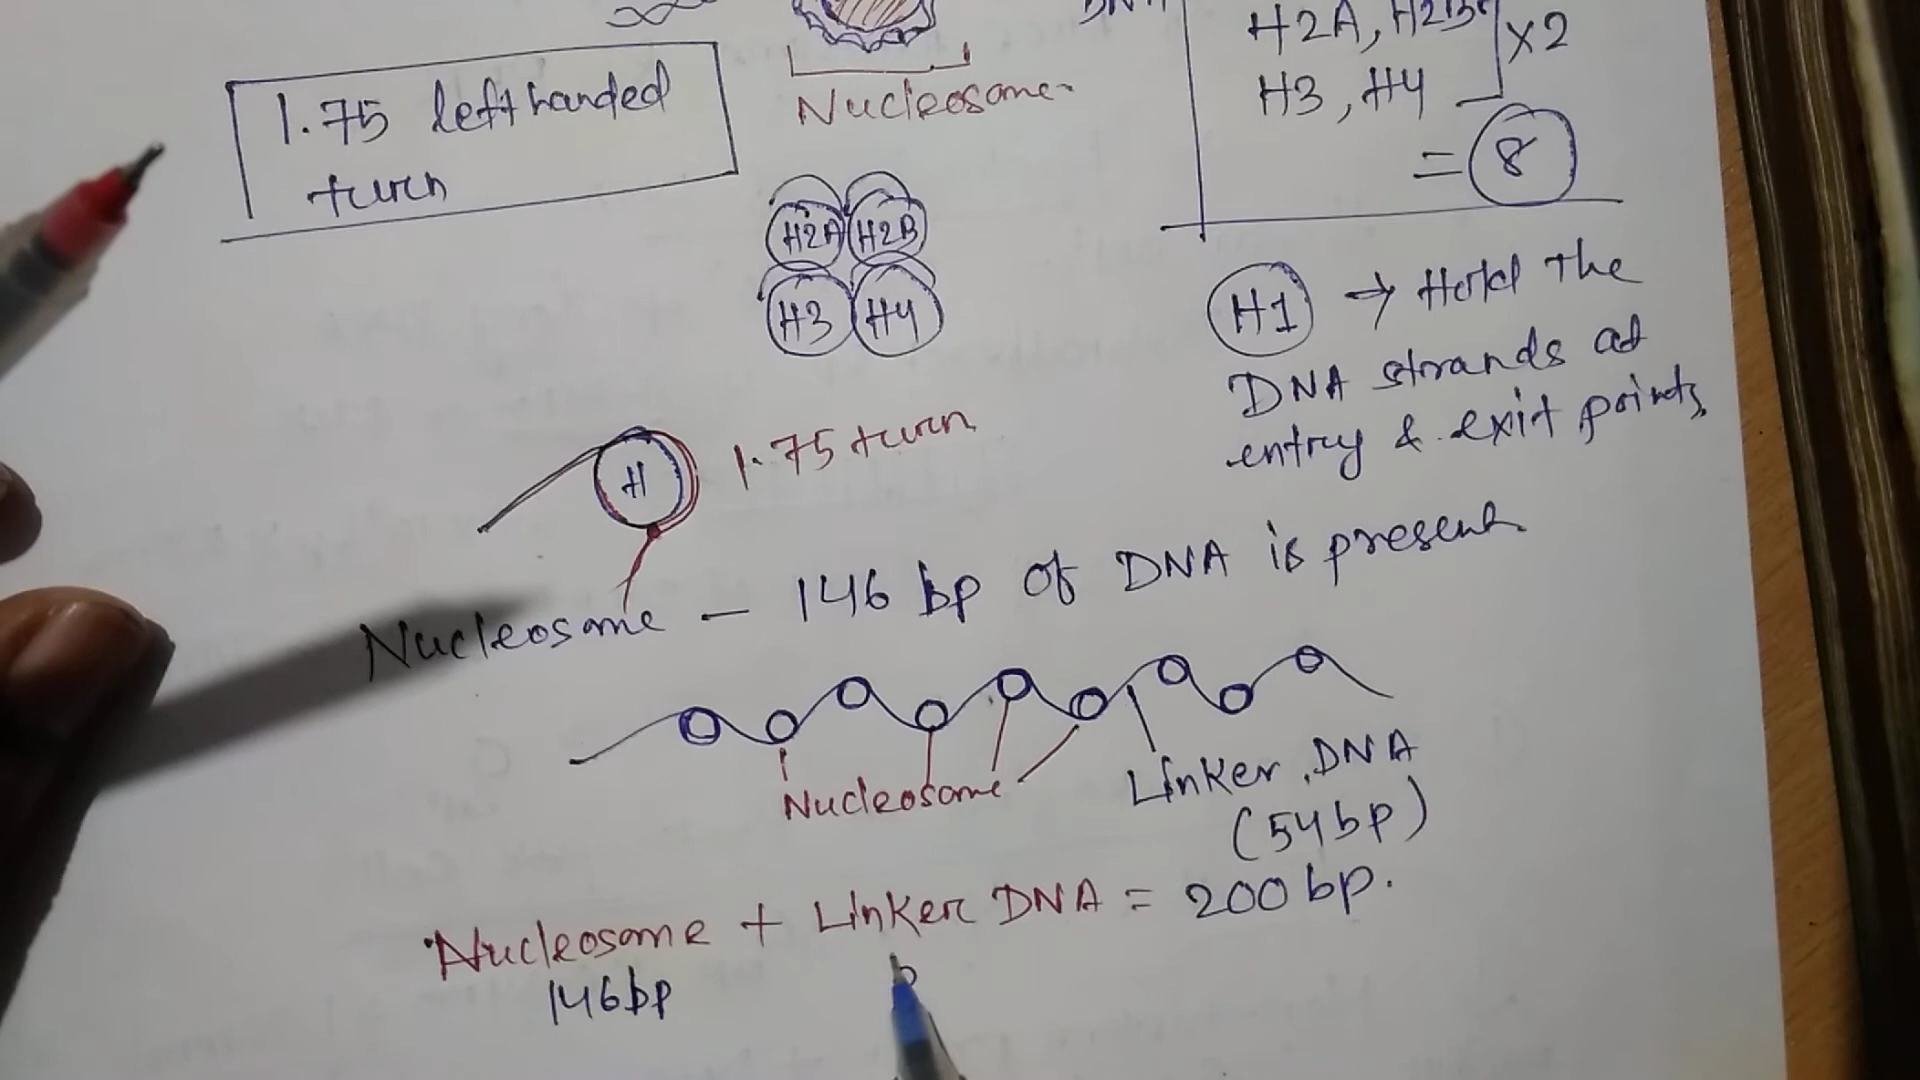 1.75 left handed
turn
Nucleosome
DNA
H2A, H2B
H3, H4
x2
= 8
H2A H2B
H3 H4
H1 → Hold the
DNA strands at
entry & exit points
H
1.75 turn
Nucleosome - 146 bp of DNA is present
Nucleosome
Linker DNA
(54bp)
Nucleosome + Linker DNA = 200 bp.
146bp